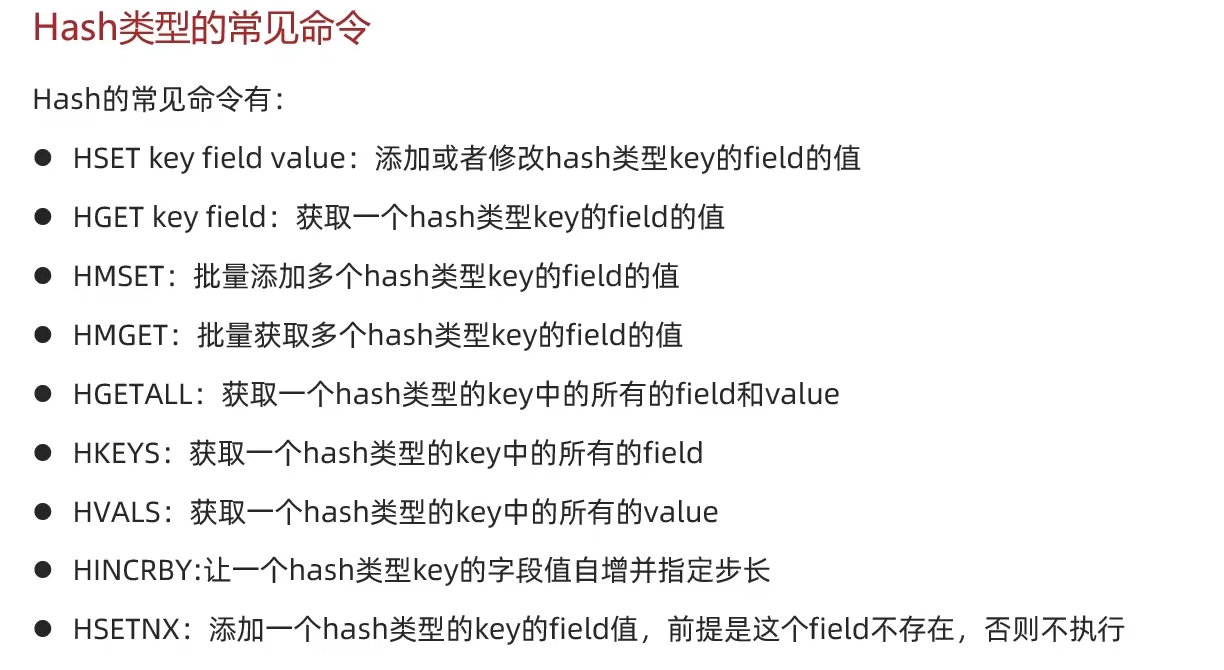 Hash类型的常见命令
Hash的常见命令有：
● HSET key field value：添加或者修改hash类型key的field的值
● HGET key field：获取一个hash类型key的field的值
● HMSET：批量添加多个hash类型key的field的值
● HMGET：批量获取多个hash类型key的field的值
● HGETALL：获取一个hash类型的key中的所有的field和value
● HKEYS：获取一个hash类型的key中的所有的field
● HVALS：获取一个hash类型的key中的所有的value
● HINCRBY:让一个hash类型key的字段值自增并指定步长
● HSETNX：添加一个hash类型的key的field值，前提是这个field不存在，否则不执行